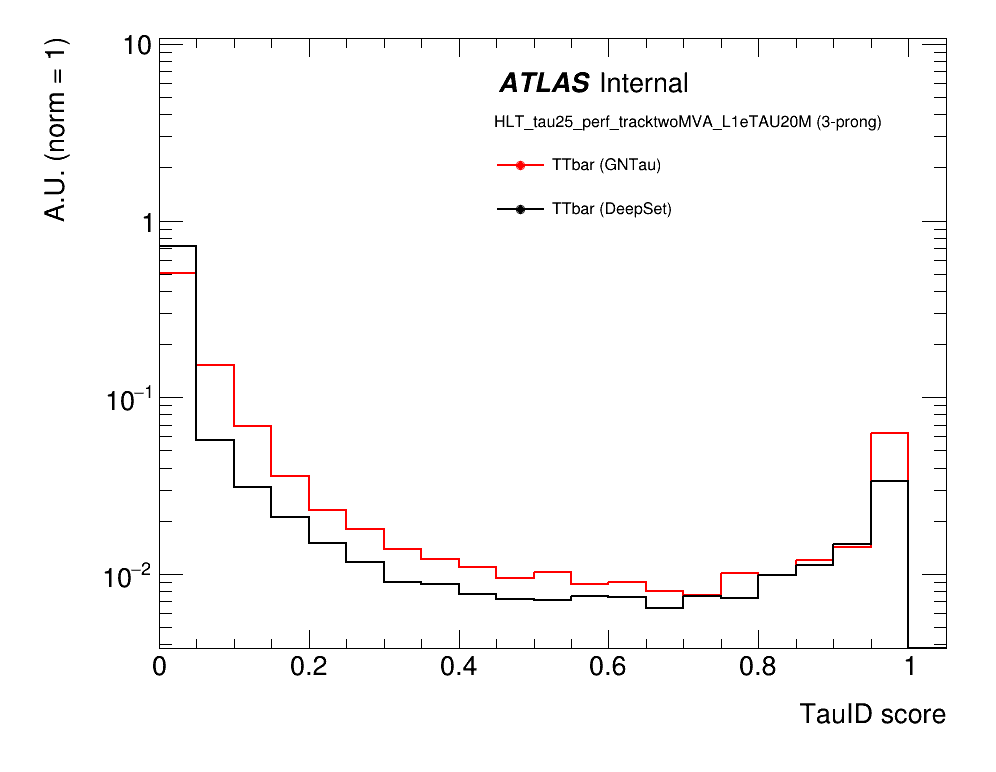 A.U. (norm = 1)
10
1
10−1
10−2
ATLAS Internal
HLT_tau25_perf_tracktwoMVA_L1eTAU20M (3-prong)
TTbar (GNTau)
TTbar (DeepSet)
0 0.2 0.4 0.6 0.8 1
TauID score